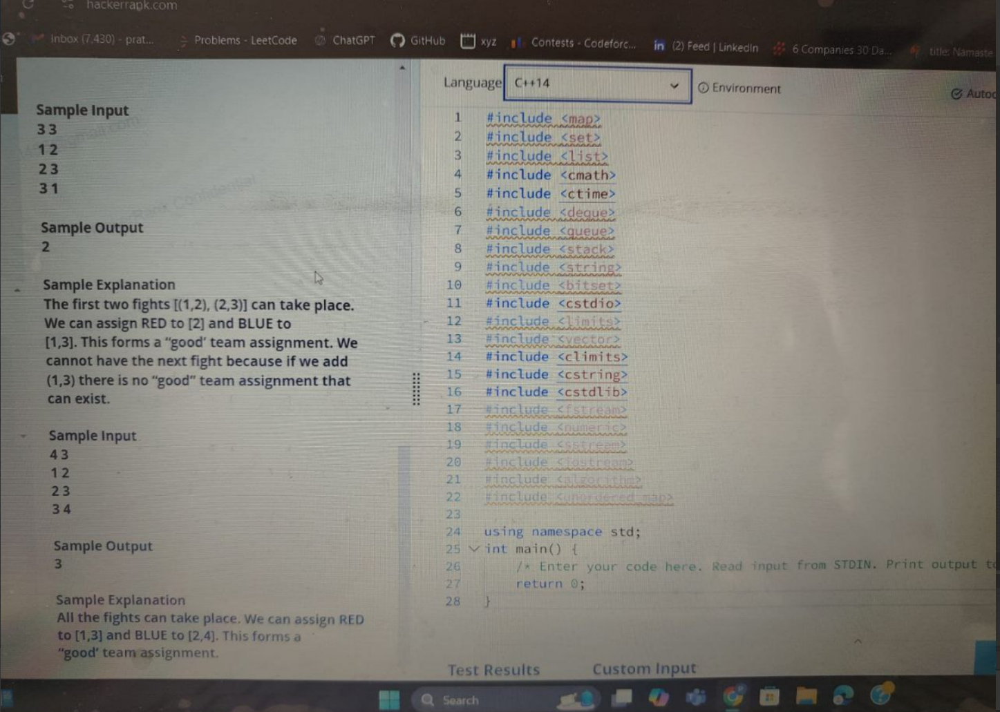 hackerrank.com
Inbox (7,430) - prat...
Problems - LeetCode
ChatGPT
GitHub
xyz
Contests - Codeforc...
in (2) Feed | LinkedIn
6 Companies 30 Da...
title: Namaste
Sample Input
3 3
1 2
2 3
3 1
Sample Output
2
Sample Explanation
The first two fights [(1,2), (2,3)] can take place.
We can assign RED to [2] and BLUE to
[1,3]. This forms a “good’ team assignment. We
cannot have the next fight because if we add
(1,3) there is no “good” team assignment that
can exist.
Sample Input
4 3
1 2
2 3
3 4
Sample Output
3
Sample Explanation
All the fights can take place. We can assign RED
to [1,3] and BLUE to [2,4]. This forms a
“good’ team assignment.
Language C++14
Environment
Autoc
1 #include <map>
2 #include <set>
3 #include <list>
4 #include <cmath>
5 #include <ctime>
6 #include <deque>
7 #include <queue>
8 #include <stack>
9 #include <string>
10 #include <bitset>
11 #include <cstdio>
12 #include <limits>
13 #include <vector>
14 #include <climits>
15 #include <cstring>
16 #include <cstdlib>
17 #include <fstream>
18 #include <numeric>
19 #include <sstream>
20 #include <iostream>
21 #include <algorithm>
22 #include <unordered_map>
23
24 using namespace std;
25 int main() {
26 /* Enter your code here. Read input from STDIN. Print output to
27 return 0;
28 }
Test Results
Custom Input
Search